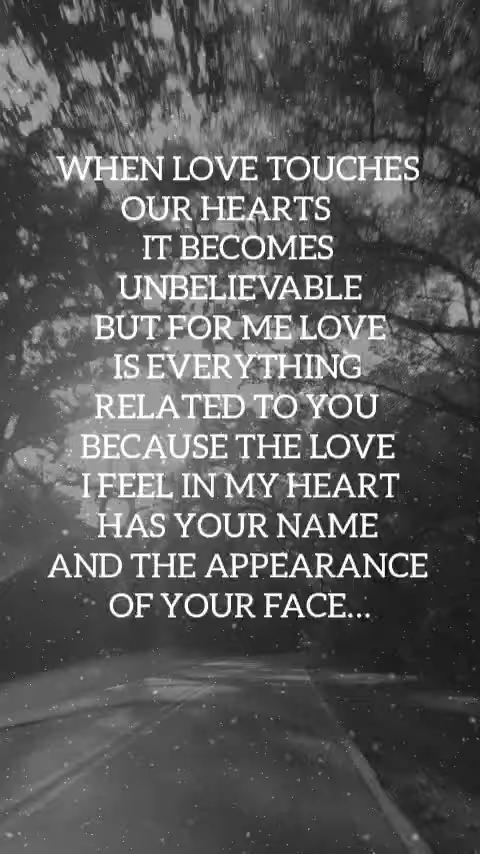 WHEN LOVE TOUCHES
OUR HEARTS
IT BECOMES
UNBELIEVABLE
BUT FOR ME LOVE
IS EVERYTHING
RELATED TO YOU
BECAUSE THE LOVE
I FEEL IN MY HEART
HAS YOUR NAME
AND THE APPEARANCE
OF YOUR FACE...